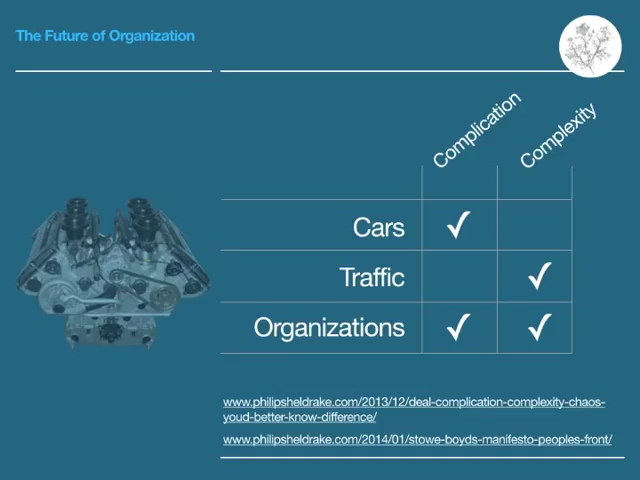 The Future of Organization
Complication
Complexity
Cars ✓
Traffic ✓
Organizations ✓ ✓
www.philipsheldrake.com/2013/12/deal-complication-complexity-chaos-
youd-better-know-difference/
www.philipsheldrake.com/2014/01/stowe-boyds-manifesto-peoples-front/